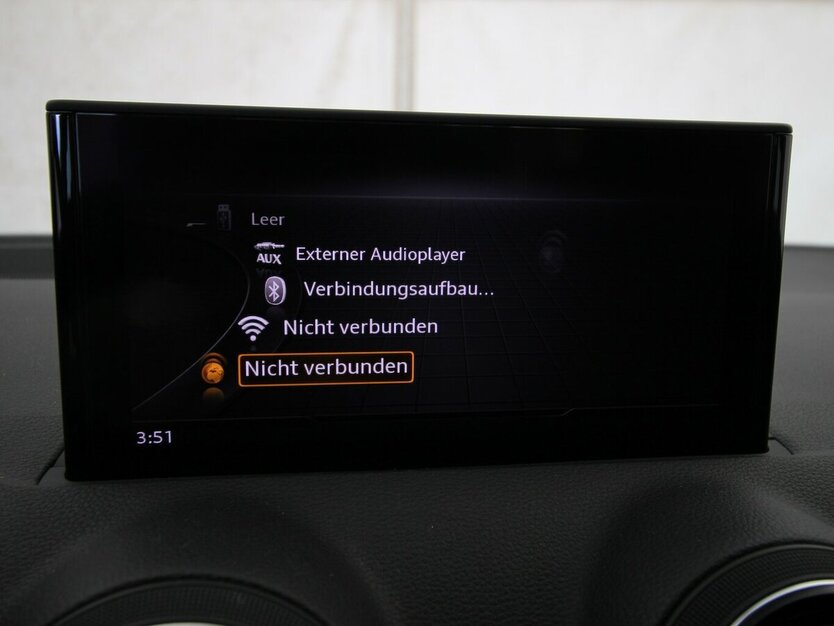 Leer
AUX Externer Audioplayer
Verbindungsaufbau...
Nicht verbunden
Nicht verbunden
3:51